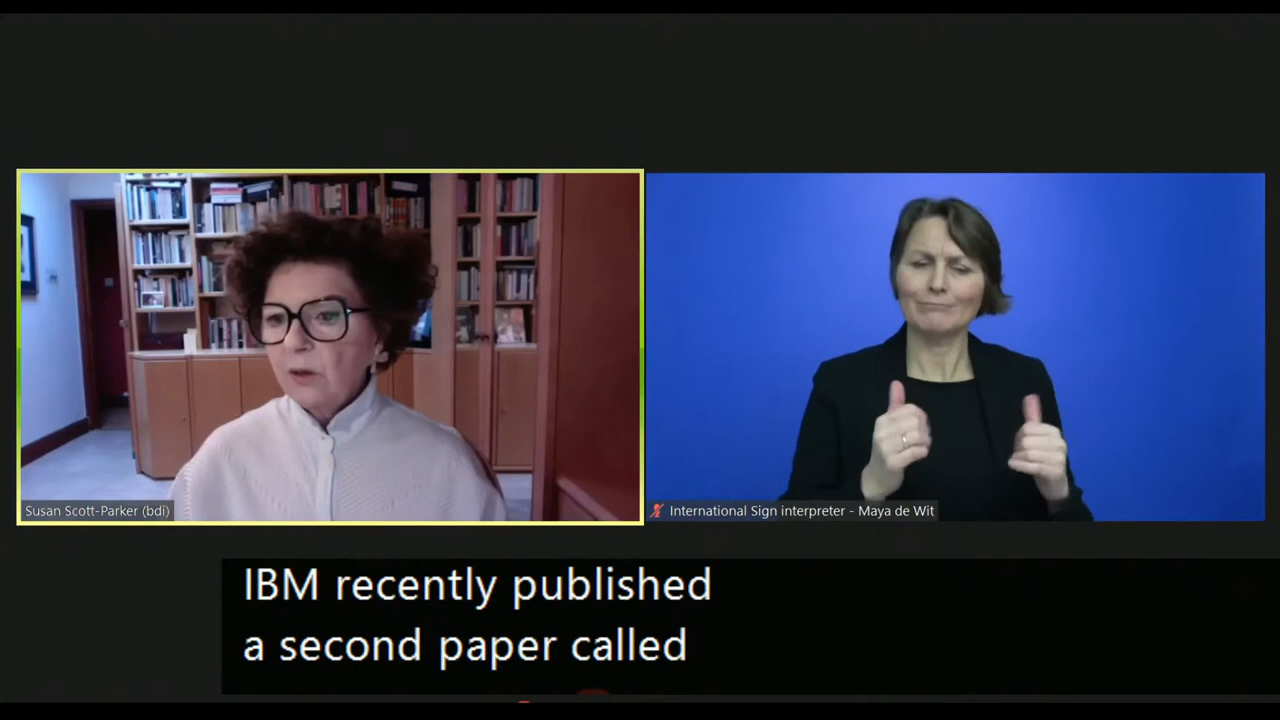 Susan Scott-Parker (bdi)
International Sign interpreter - Maya de Wit
IBM recently published
a second paper called